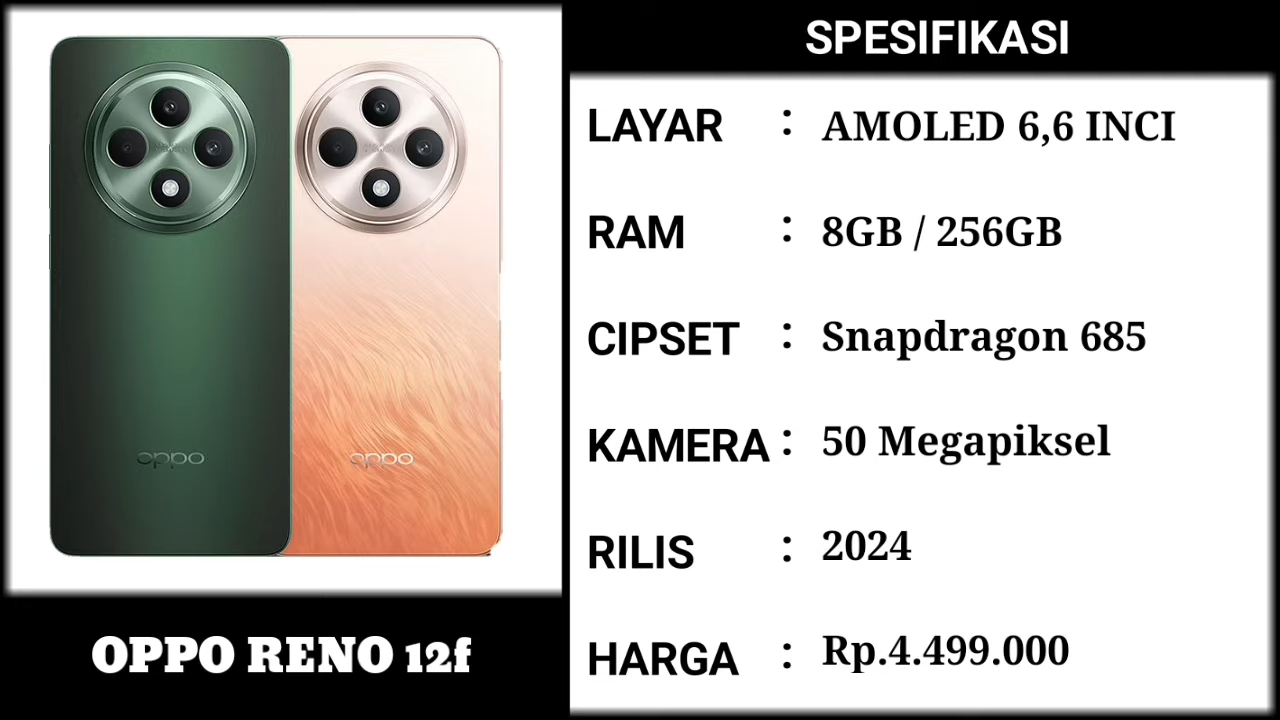 SPESIFIKASI
LAYAR : AMOLED 6,6 INCI
RAM : 8GB / 256GB
CIPSET : Snapdragon 685
KAMERA : 50 Megapiksel
RILIS : 2024
HARGA : Rp.4.499.000
oppo oppo
OPPO RENO 12f